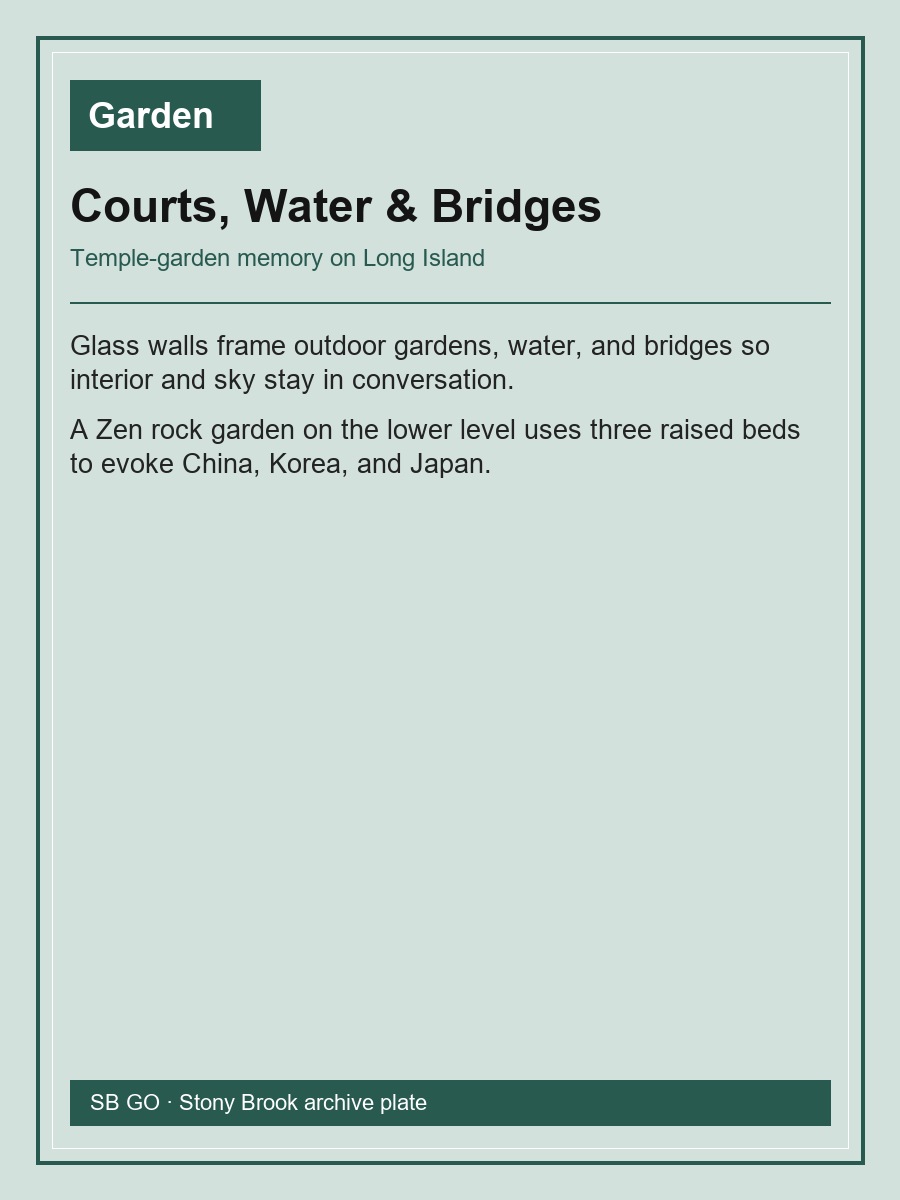 Garden
Courts, Water & Bridges
Temple-garden memory on Long Island
Glass walls frame outdoor gardens, water, and bridges so
interior and sky stay in conversation.
A Zen rock garden on the lower level uses three raised beds
to evoke China, Korea, and Japan.
SB GO · Stony Brook archive plate